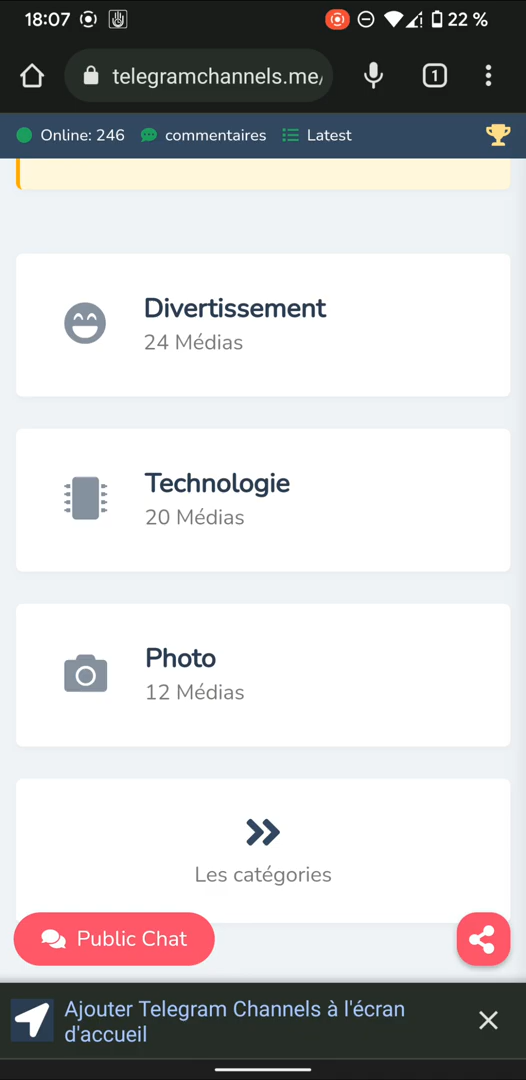 18:07
22 %
telegramchannels.me/
1
Online: 246
commentaires
Latest
Divertissement
24 Médias
Technologie
20 Médias
Photo
12 Médias
Les catégories
Public Chat
Ajouter Telegram Channels à l'écran
d'accueil